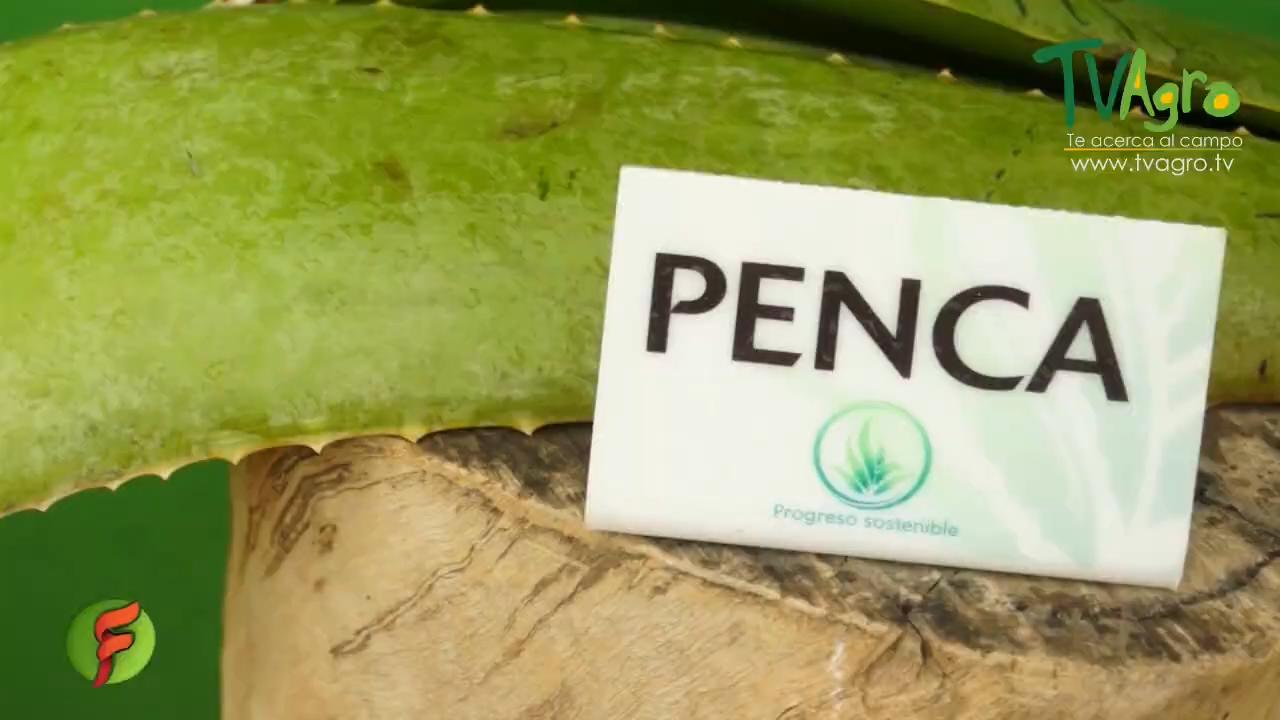 TVAgro
Te acerca al campo
www.tvagro.tv
PENCA
Progreso sostenible
F